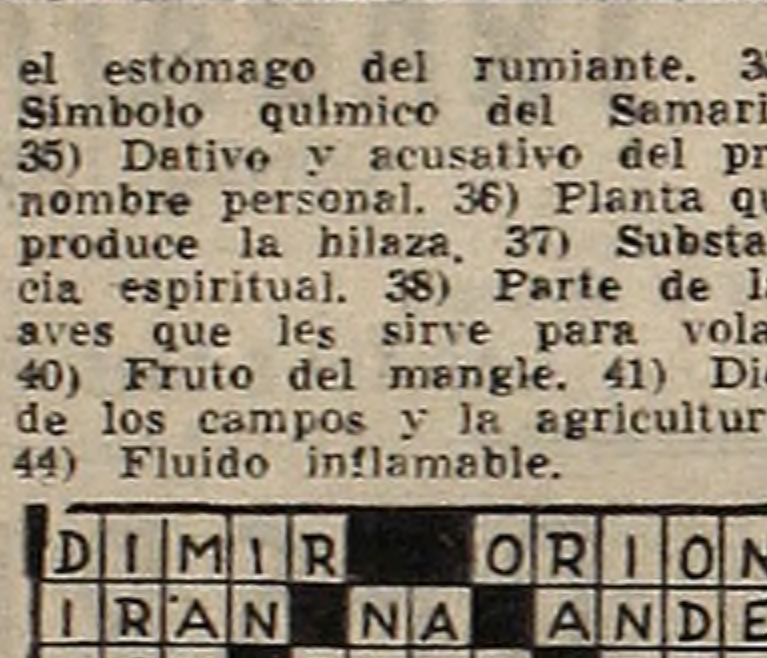 el estómago del rumiante. 3
Símbolo químico del Samari
35) Dativo y acusativo del pr
nombre personal. 36) Planta qu
produce la hilaza. 37) Substa
cia espiritual. 38) Parte de l
aves que les sirve para vola
40) Fruto del mangle. 41) Di
de los campos y la agricultur
44) Fluido inflamable.
DIMIR ORION
IRAN NA ANDE